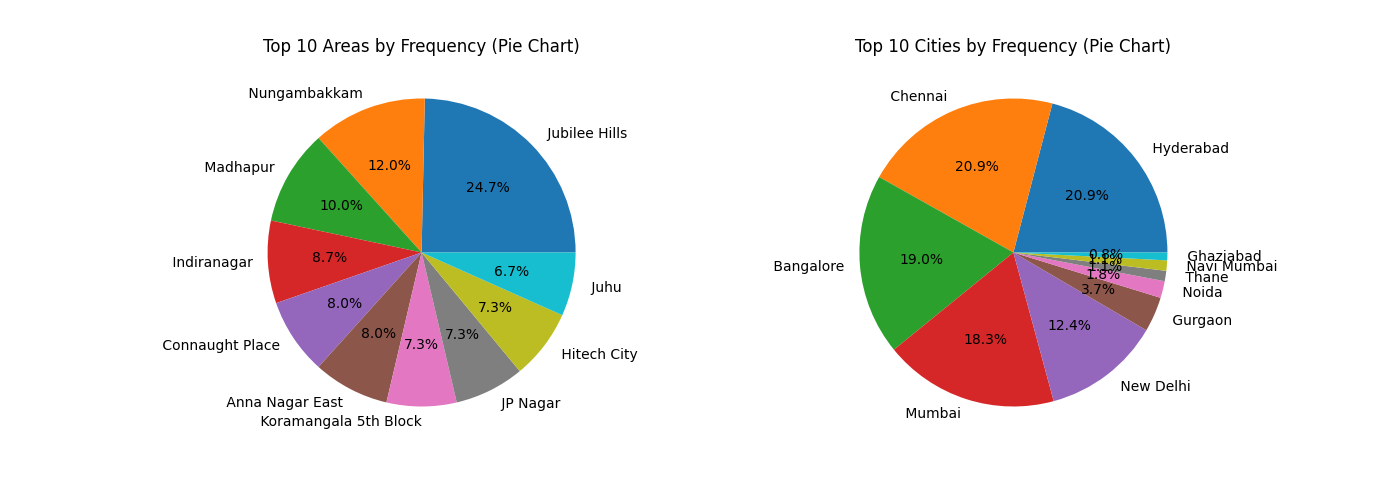 Top 10 Areas by Frequency (Pie Chart)
Nungambakkam
Jubilee Hills
Madhapur
Indiranagar
Connaught Place
Anna Nagar East
Koramangala 5th Block
JP Nagar
Hitech City
Juhu
24.7%
12.0%
10.0%
8.7%
8.0%
8.0%
7.3%
7.3%
7.3%
6.7%
Top 10 Cities by Frequency (Pie Chart)
Chennai
Hyderabad
Bangalore
Mumbai
New Delhi
Gurgaon
Noida
Thane
Navi Mumbai
Ghaziabad
20.9%
20.9%
19.0%
18.3%
12.4%
3.7%
1.8%
1.1%
1.1%
0.8%